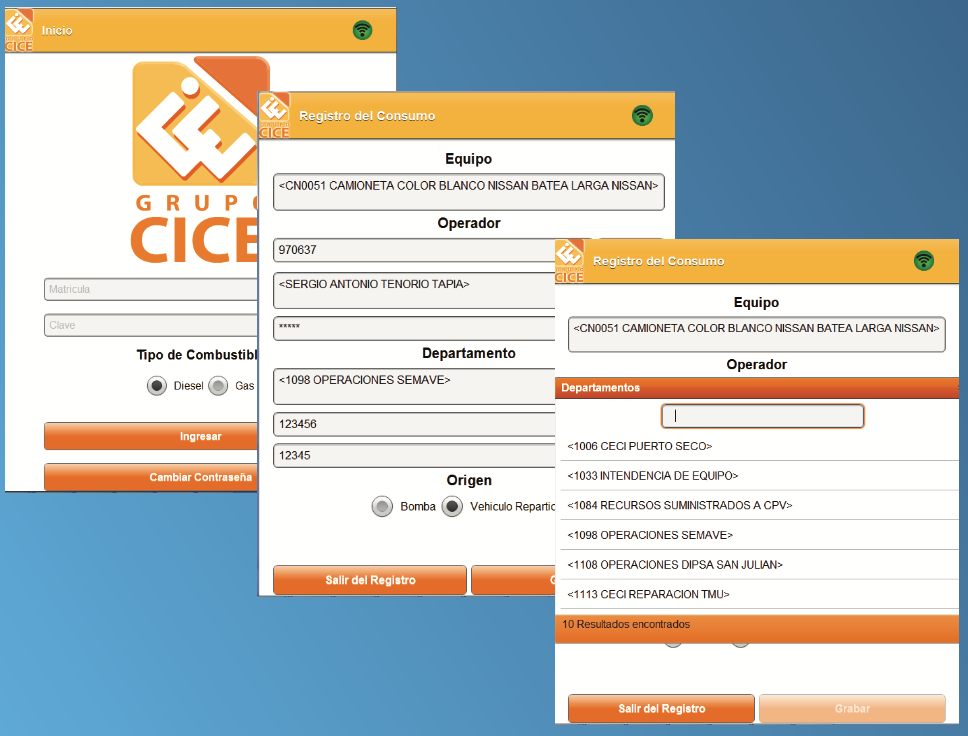 CICE
Inicio
GRUP
CICE
Matricula
Clave
Tipo de Combustibl
Diesel
Gas
Ingresar
Cambiar Contraseña
CICE
Registro del Consumo
Equipo
<CN0051 CAMIONETA COLOR BLANCO NISSAN BATEA LARGA NISSAN>
Operador
970637
<SERGIO ANTONIO TENORIO TAPIA>
*****
Departamento
<1098 OPERACIONES SEMAVE>
123456
12345
Origen
Bomba
Vehiculo Repartic
Salir del Registro
G
CICE
Registro del Consumo
Equipo
<CN0051 CAMIONETA COLOR BLANCO NISSAN BATEA LARGA NISSAN>
Operador
Departamentos
<1006 CECI PUERTO SECO>
<1033 INTENDENCIA DE EQUIPO>
<1084 RECURSOS SUMINISTRADOS A CPV>
<1098 OPERACIONES SEMAVE>
<1108 OPERACIONES DIPSA SAN JULIAN>
<1113 CECI REPARACION TMU>
10 Resultados encontrados
Salir del Registro
Grabar